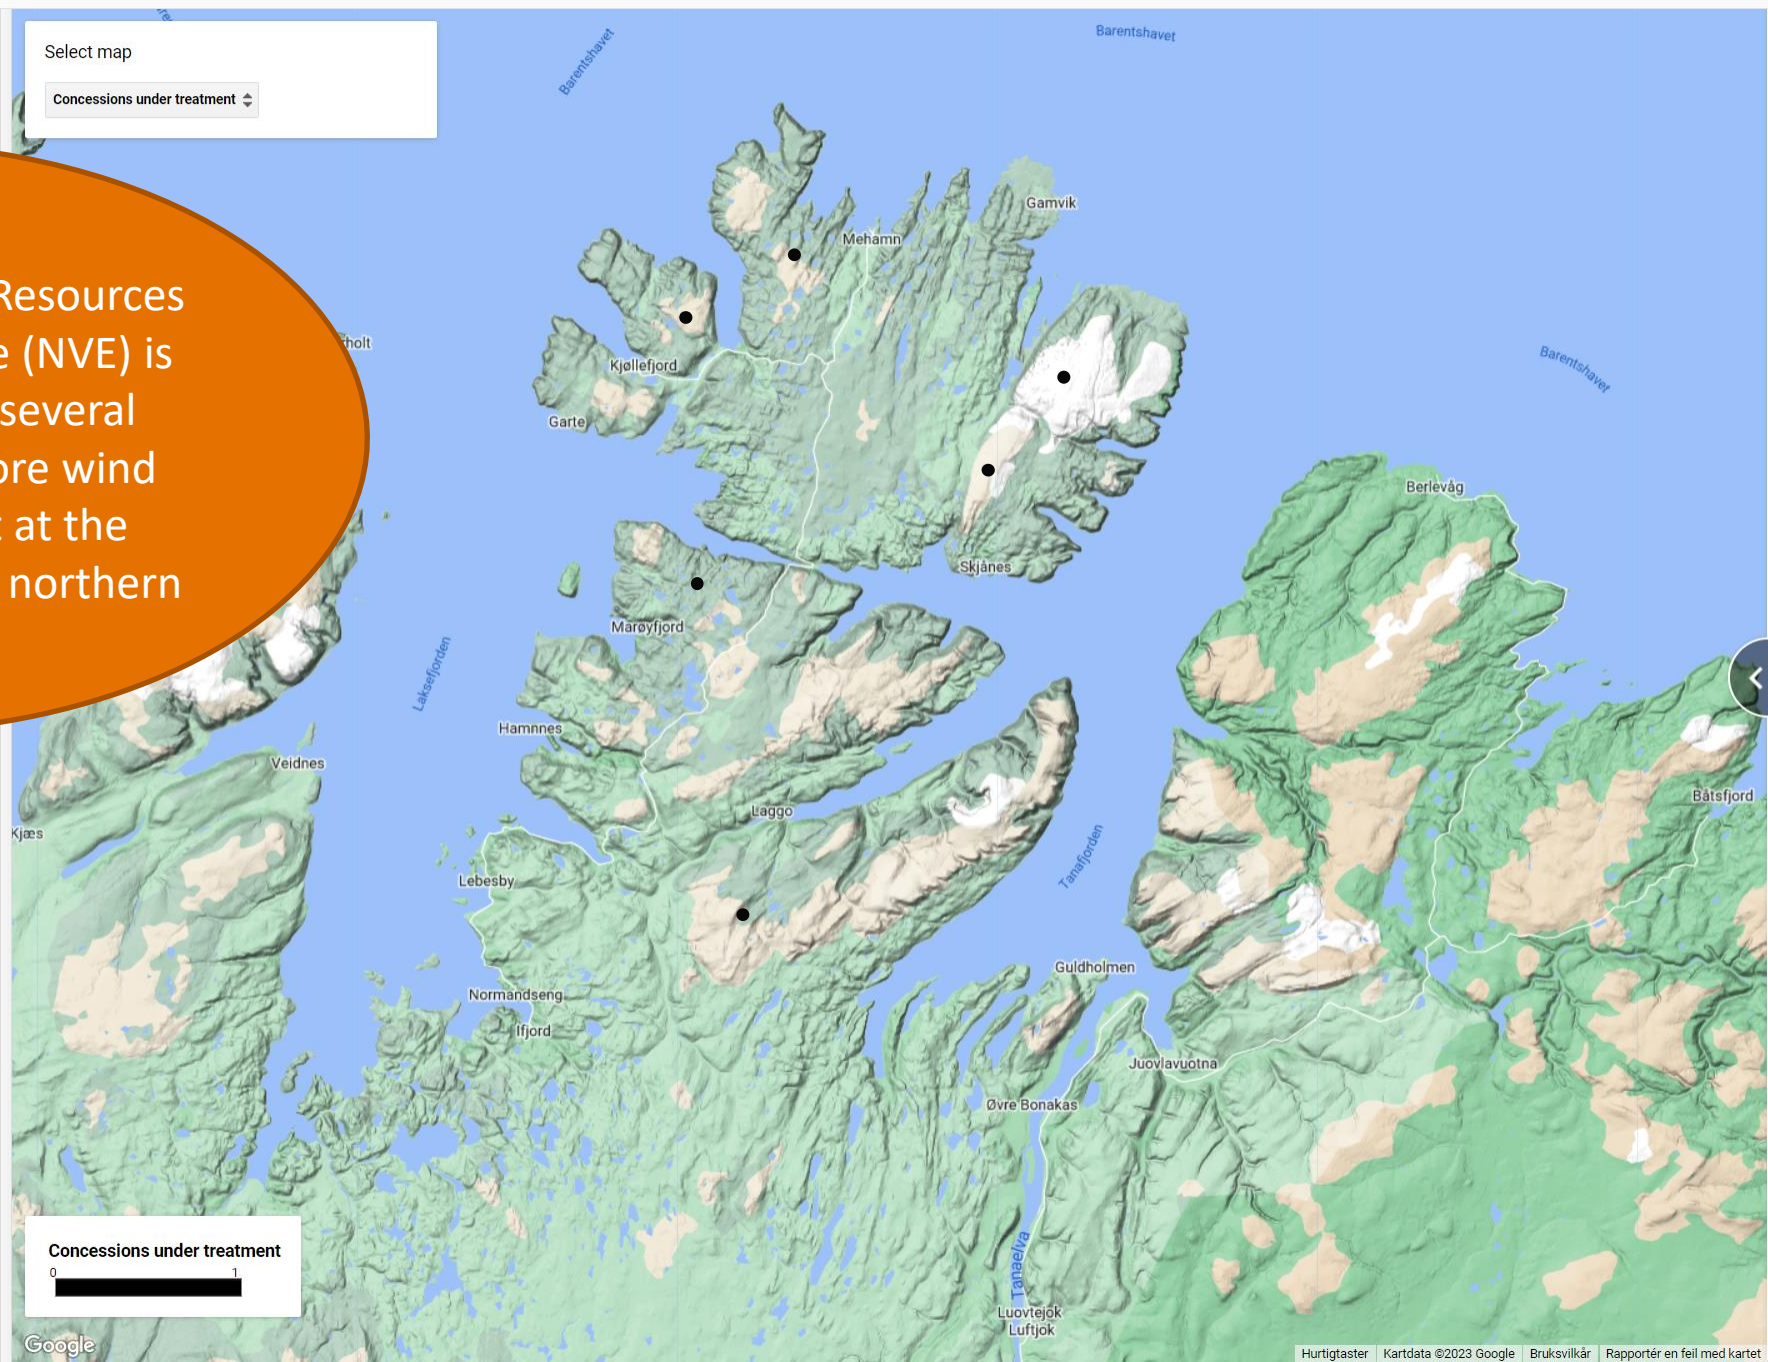 Select map
Concessions under treatment
Barentshavet
Barentshavet
Gamvik
Mehamn
Resources
(NVE) is
several
wind
at the
northern
Kjøllefjord
Garte
Barentshavet
Berlevåg
Skjånes
Marøyfjord
Laksefjorden
Hamnnes
Veidnes
Laggo
Båtsfjord
Kjæs
Tanafjorden
Lebesby
Guldholmen
Normandseng
Ifjord
Juovlavuotna
Øvre Bonakas
Tanaelva
Concessions under treatment
0 1
Luovtejok
Luftjok
Google
Hurtigtaster
Kartdata ©2023 Google
Bruksvilkår
Rapportér en feil med kartet